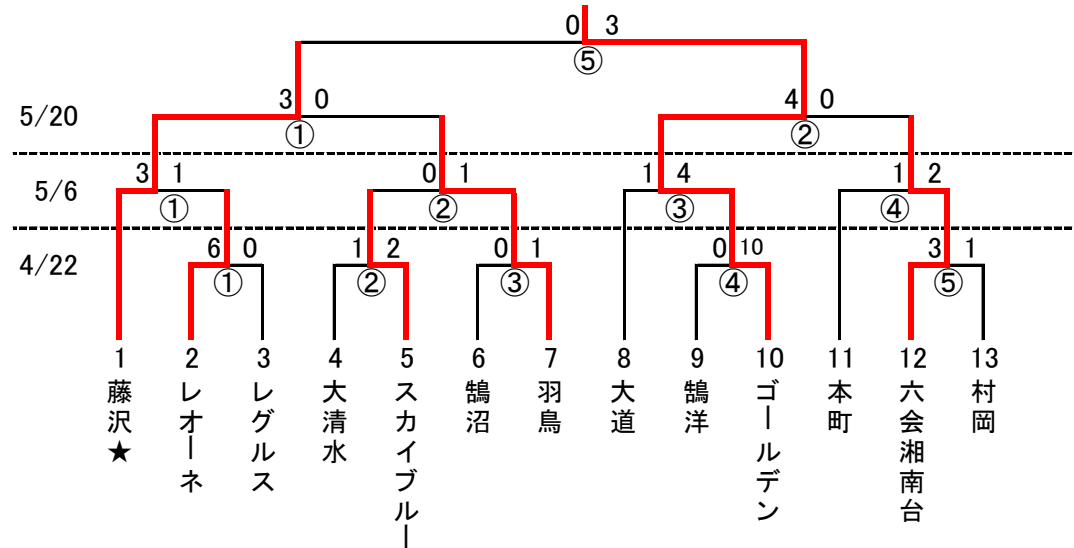 0 3
⑤
5/20
3 0
①
4 0
②
5/6
3 1
①
0 1
②
1 4
③
1 2
④
4/22
6 0
①
1 2
②
0 1
③
0 10
④
3 1
⑤
1 藤沢★
2 レオーネ
3 レグルス
4 大清水
5 スカイブルー
6 鵠沼
7 羽鳥
8 大道
9 鵠洋
10 ゴールデン
11 本町
12 六会湘南台
13 村岡